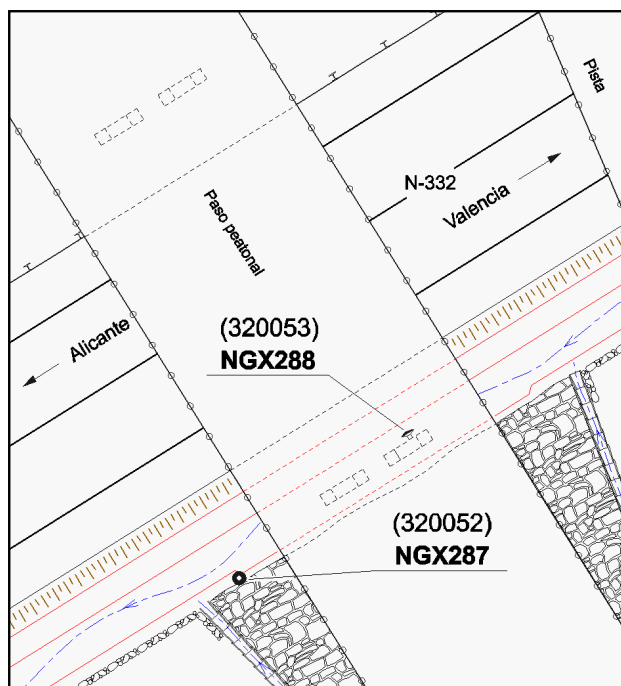 Pista
N-332
Valencia
Paso peatonal
(320053)
NGX288
Alicante
(320052)
NGX287